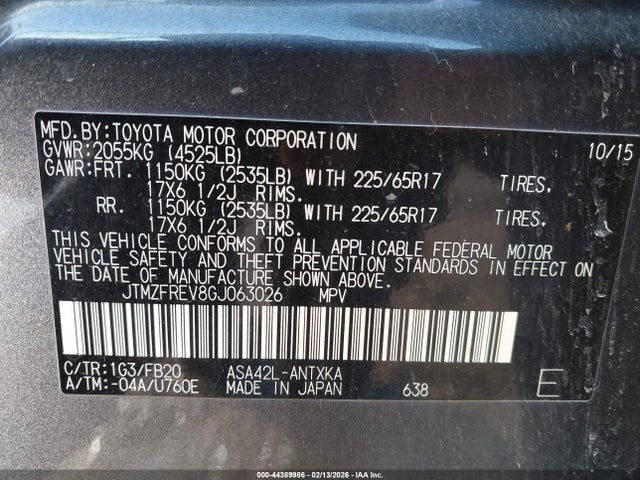 MFD.BY:TOYOTA MOTOR CORPORATION 10/15
GVWR:2055KG (4525LB)
GAWR:FRT. 1150KG (2535LB) WITH 225/65R17 TIRES,
17X6 1/2J RIMS.
RR. 1150KG (2535LB) WITH 225/65R17 TIRES,
17X6 1/2J RIMS.
THIS VEHICLE CONFORMS TO ALL APPLICABLE FEDERAL MOTOR
VEHICLE SAFETY AND THEFT PREVENTION STANDARDS IN EFFECT ON
THE DATE OF MANUFACTURE SHOWN ABOVE.
JTMZFREV8GJ063026 MPV
C/TR:1G3/FB20 ASA42L-ANTXKA
A/TM:-04A/U760E MADE IN JAPAN 638 E
000-44389986 - 02/13/2026 - IAA Inc.